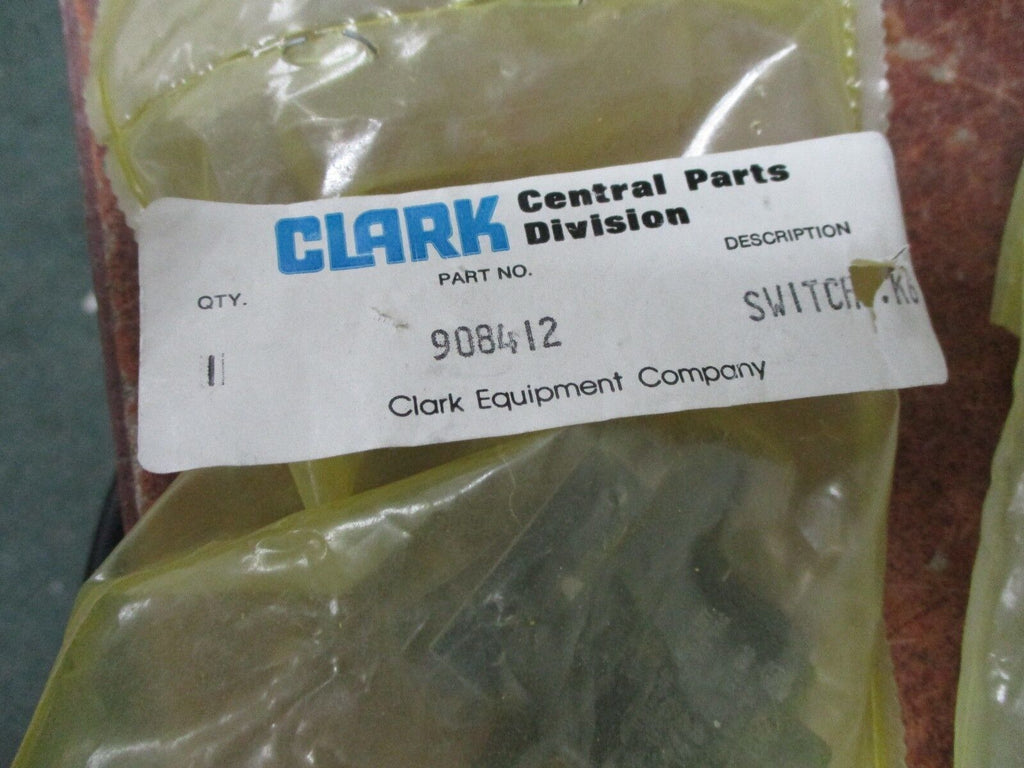 CLARK Central Parts
Division
QTY. PART NO. DESCRIPTION
1 908412 SWITCH
Clark Equipment Company